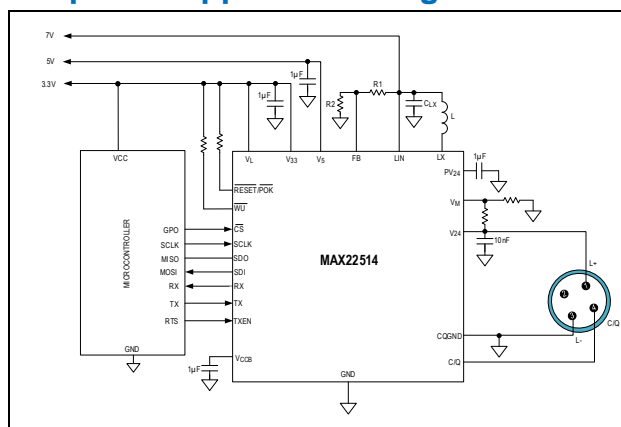 7V
5V
3.3V
1µF
1µF
R2
R1
CLX
L
VCC
VL
V33
V5
FB
LIN
LX
PV24
1µF
RESET/POK
WU
VM
V24
10nF
MICROCONTROLLER
GPO
CS
SCLK
SCLK
MISO
SDO
MOSI
SDI
RX
RX
TX
TX
RTS
TXEN
MAX22514
L+
1
2
3
4
C/Q
L-
CQGND
C/Q
GND
VCCB
1µF
GND